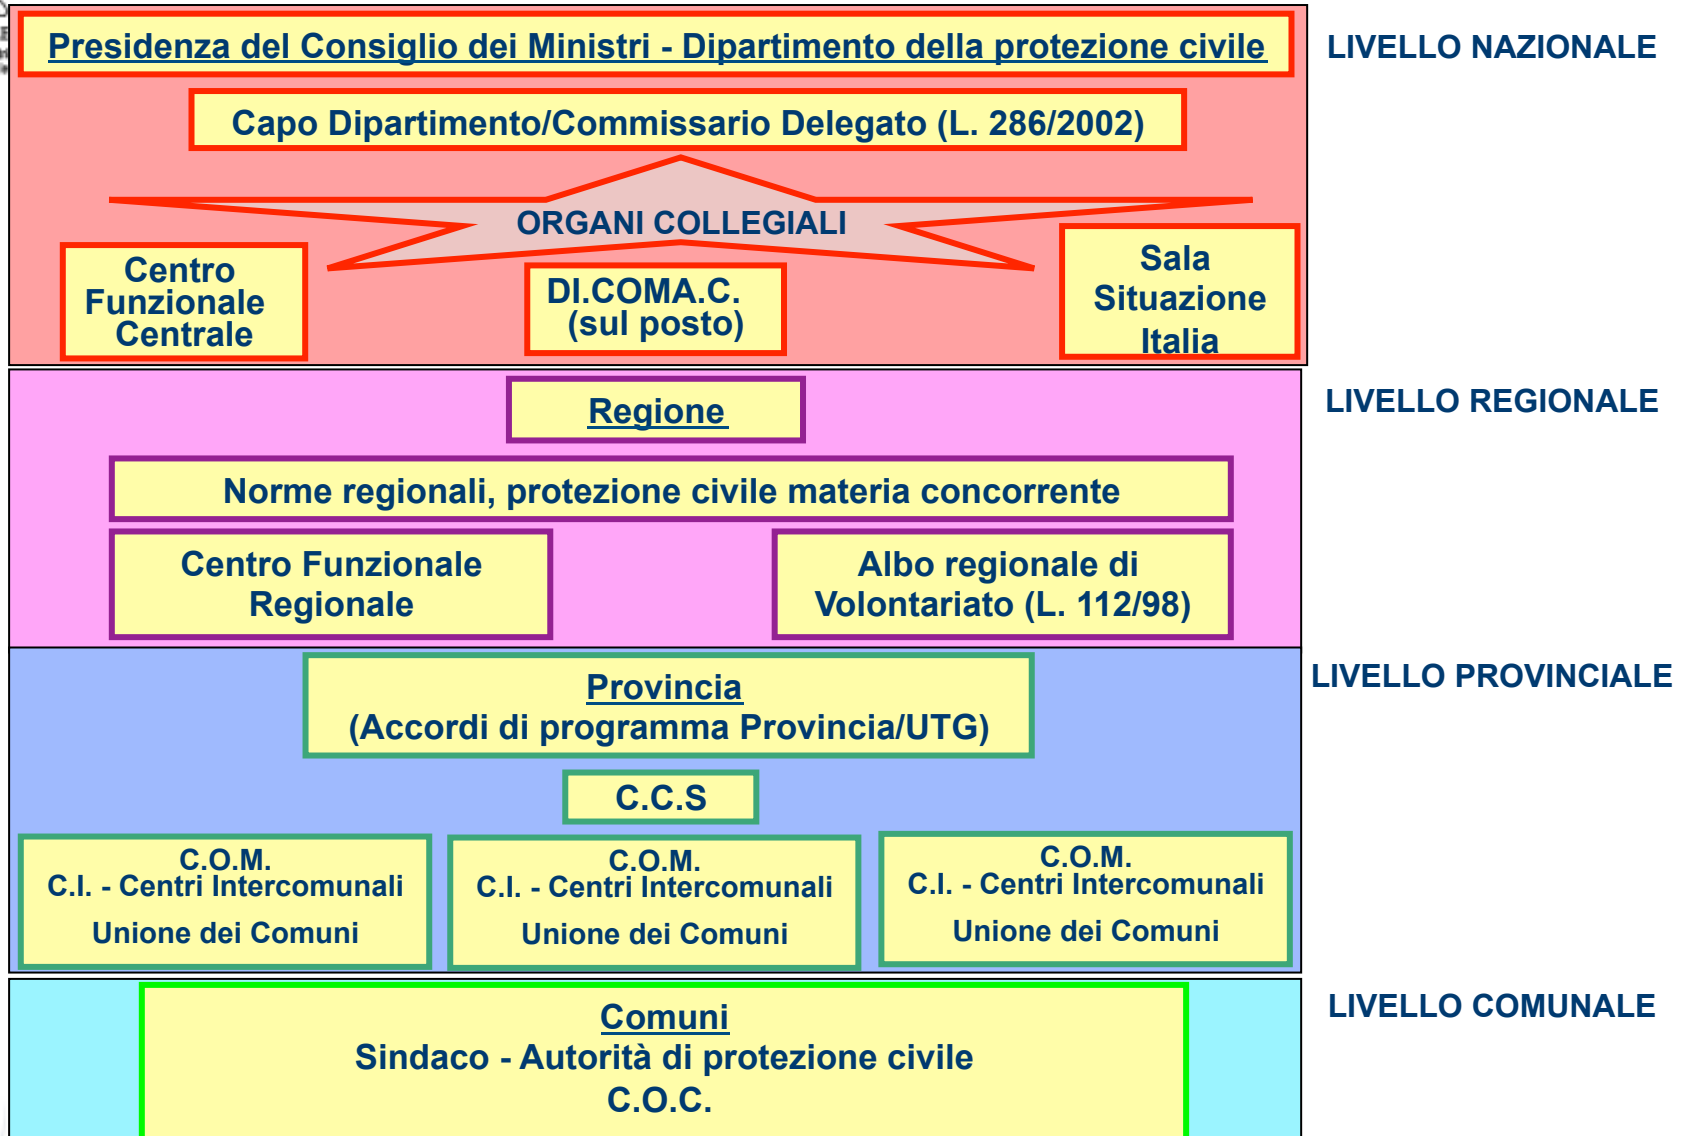 Presidenza del Consiglio dei Ministri - Dipartimento della protezione civile
LIVELLO NAZIONALE
Capo Dipartimento/Commissario Delegato (L. 286/2002)
ORGANI COLLEGIALI
Centro
Funzionale
Centrale
DI.COMA.C.
(sul posto)
Sala
Situazione
Italia
Regione
LIVELLO REGIONALE
Norme regionali, protezione civile materia concorrente
Centro Funzionale
Regionale
Albo regionale di
Volontariato (L. 112/98)
Provincia
(Accordi di programma Provincia/UTG)
LIVELLO PROVINCIALE
C.C.S
C.O.M.
C.I. - Centri Intercomunali
Unione dei Comuni
C.O.M.
C.I. - Centri Intercomunali
Unione dei Comuni
C.O.M.
C.I. - Centri Intercomunali
Unione dei Comuni
Comuni
Sindaco - Autorità di protezione civile
C.O.C.
LIVELLO COMUNALE